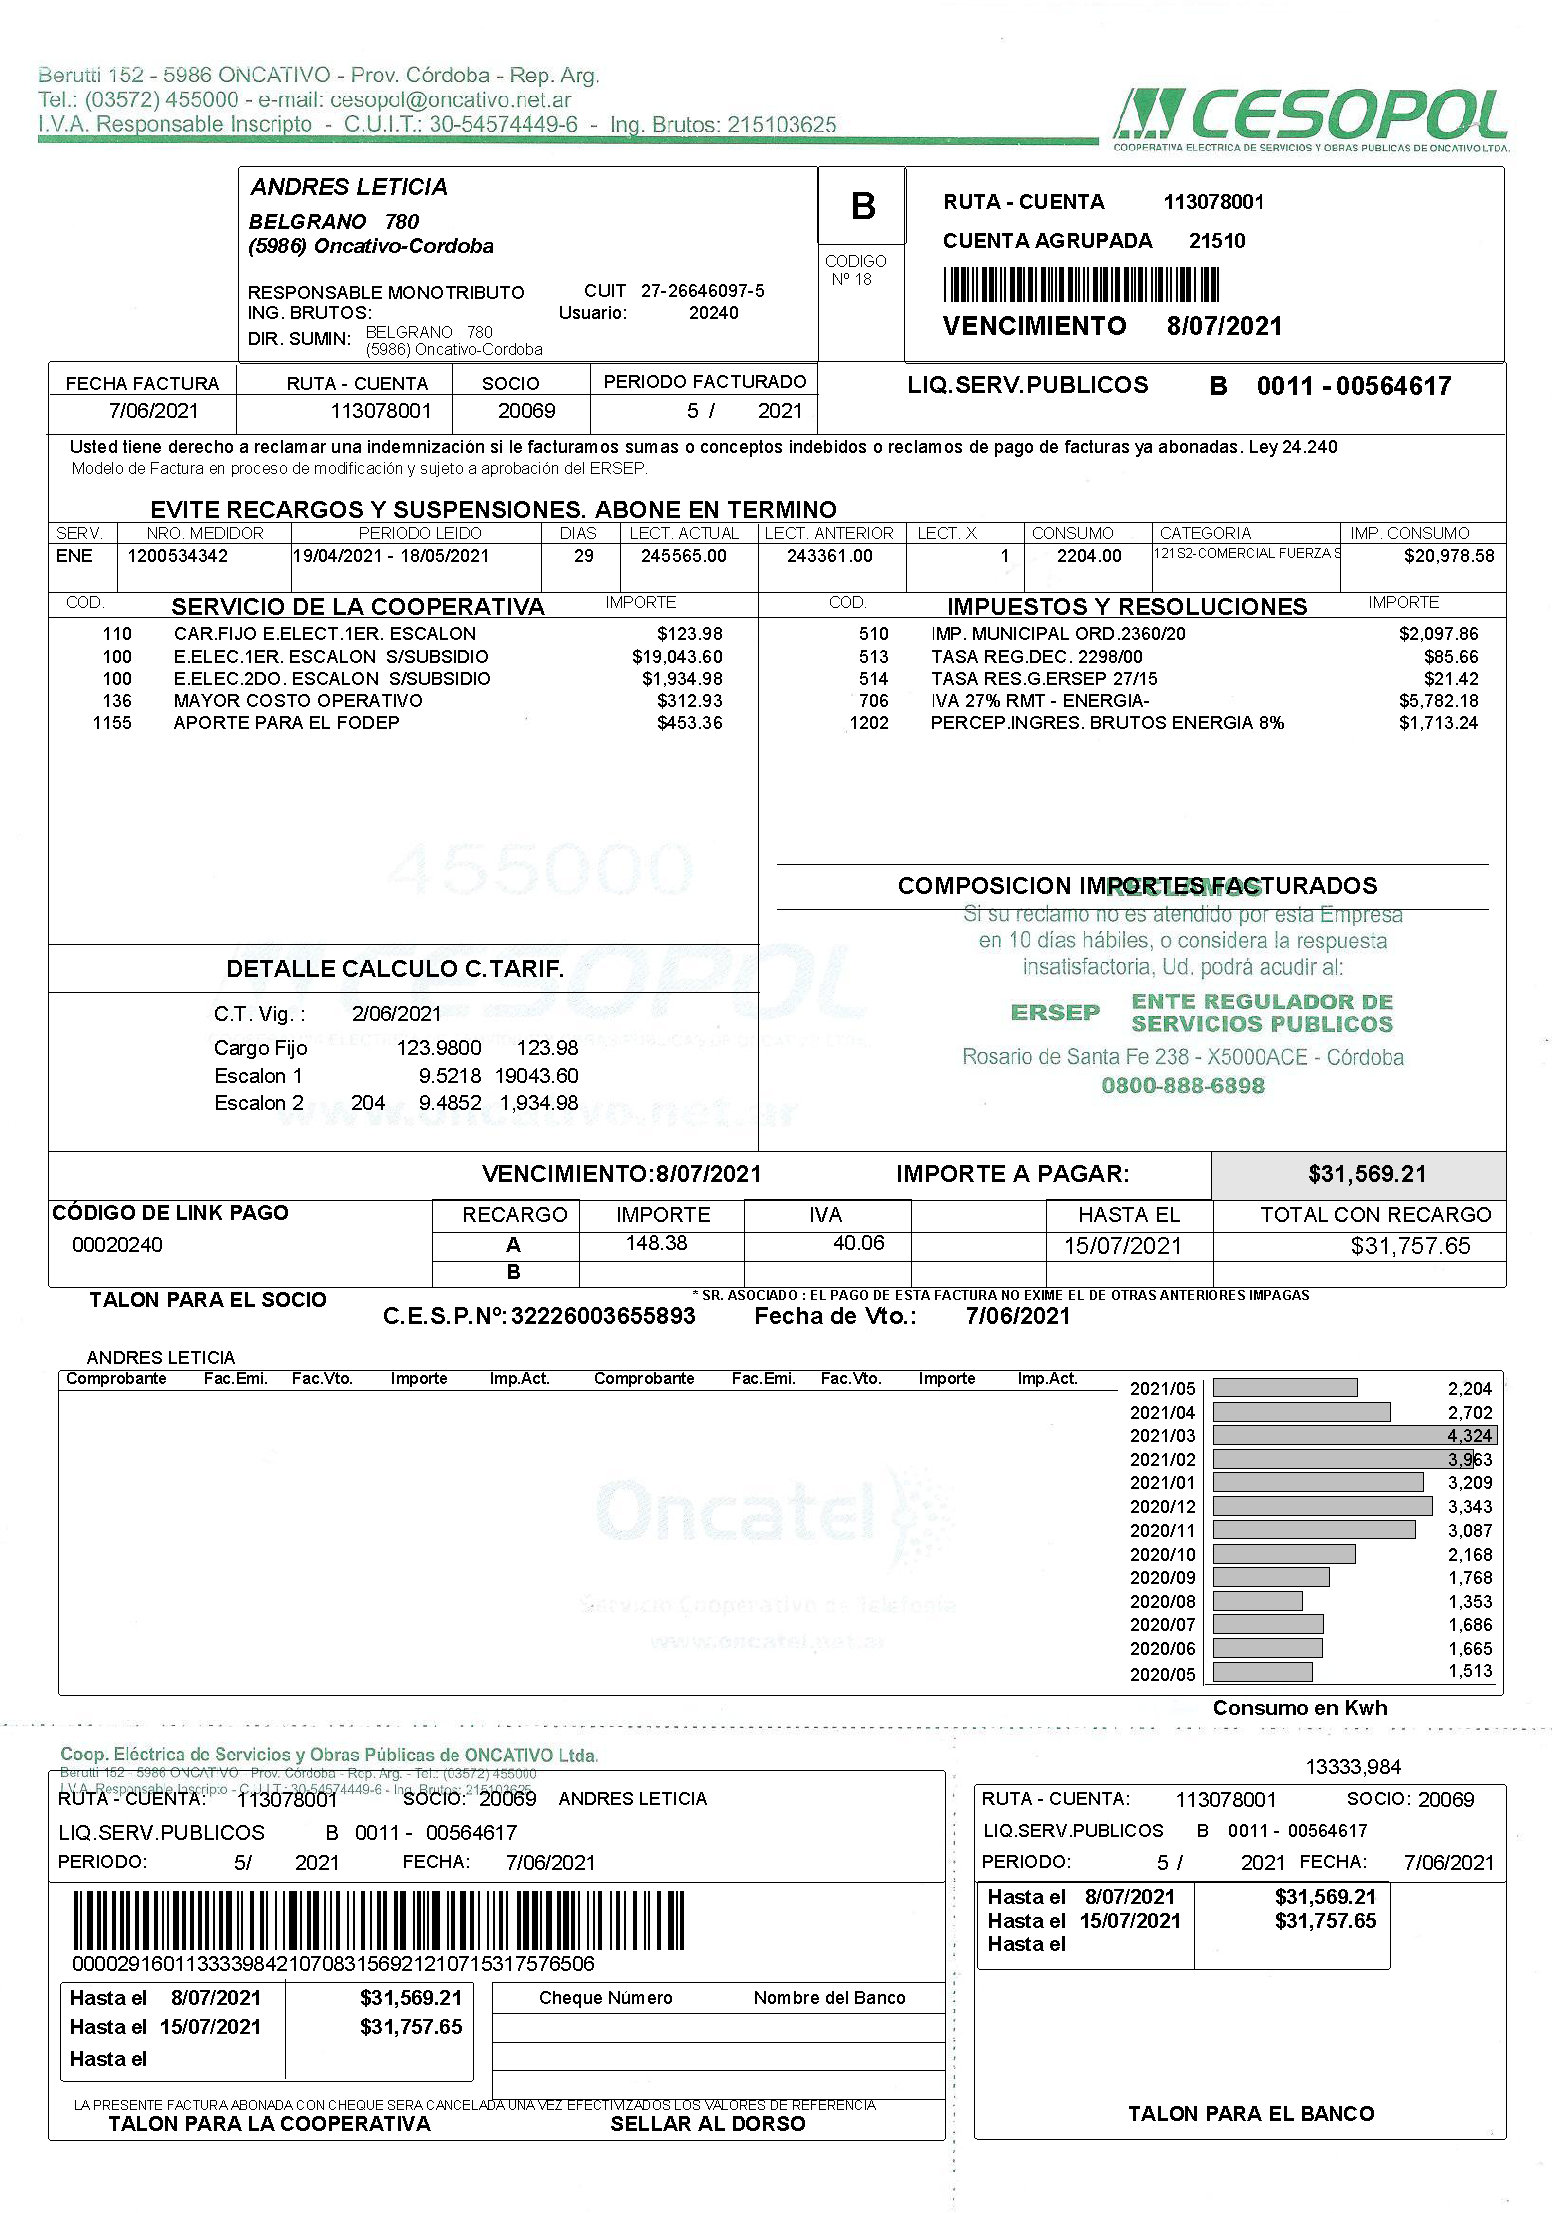 Berutti 152 - 5986 ONCATIVO - Prov. Córdoba - Rep. Arg.
Tel.: (03572) 455000 - e-mail: cesopol@oncativo.net.ar
I.V.A. Responsable Inscripto - C.U.I.T.: 30-54574449-6 - Ing. Brutos: 215103625
CESOPOL
COOPERATIVA ELECTRICA DE SERVICIOS Y OBRAS PUBLICAS DE ONCATIVO LTDA.
ANDRES LETICIA
BELGRANO 780
(5986) Oncativo-Cordoba
RESPONSABLE MONOTRIBUTO CUIT 27-26646097-5
ING. BRUTOS: Usuario: 20240
DIR. SUMIN: BELGRANO 780
(5986) Oncativo-Cordoba
B
CODIGO
Nº 18
RUTA - CUENTA 113078001
CUENTA AGRUPADA 21510
VENCIMIENTO 8/07/2021
FECHA FACTURA RUTA - CUENTA SOCIO PERIODO FACTURADO
7/06/2021 113078001 20069 5 / 2021
LIQ.SERV.PUBLICOS B 0011 - 00564617
Usted tiene derecho a reclamar una indemnización si le facturamos sumas o conceptos indebidos o reclamos de pago de facturas ya abonadas. Ley 24.240
Modelo de Factura en proceso de modificación y sujeto a aprobación del ERSEP.
EVITE RECARGOS Y SUSPENSIONES. ABONE EN TERMINO
SERV. NRO. MEDIDOR PERIODO LEIDO DIAS LECT. ACTUAL LECT. ANTERIOR LECT. X CONSUMO CATEGORIA IMP. CONSUMO
ENE 1200534342 19/04/2021 - 18/05/2021 29 245565.00 243361.00 1 2204.00 121 S2-COMERCIAL FUERZA S $20,978.58
COD. SERVICIO DE LA COOPERATIVA IMPORTE
110 CAR.FIJO E.ELECT.1ER. ESCALON $123.98
100 E.ELEC.1ER. ESCALON S/SUBSIDIO $19,043.60
100 E.ELEC.2DO. ESCALON S/SUBSIDIO $1,934.98
136 MAYOR COSTO OPERATIVO $312.93
1155 APORTE PARA EL FODEP $453.36
COD. IMPUESTOS Y RESOLUCIONES IMPORTE
510 IMP. MUNICIPAL ORD.2360/20 $2,097.86
513 TASA REG.DEC. 2298/00 $85.66
514 TASA RES.G.ERSEP 27/15 $21.42
706 IVA 27% RMT - ENERGIA- $5,782.18
1202 PERCEP.INGRES. BRUTOS ENERGIA 8% $1,713.24
455000
CESOPOL
www.oncativo.net.ar
COMPOSICION IMPORTES FACTURADOS
RECLAMOS
Si su reclamo no es atendido por esta Empresa
en 10 días hábiles, o considera la respuesta
insatisfactoria, Ud. podrá acudir al:
ERSEP ENTE REGULADOR DE
SERVICIOS PUBLICOS
Rosario de Santa Fe 238 - X5000ACE - Córdoba
0800-888-6898
DETALLE CALCULO C.TARIF.
C.T. Vig. : 2/06/2021
Cargo Fijo 123.9800 123.98
Escalon 1 9.5218 19043.60
Escalon 2 204 9.4852 1,934.98
VENCIMIENTO:8/07/2021 IMPORTE A PAGAR: $31,569.21
CÓDIGO DE LINK PAGO
00020240
RECARGO IMPORTE IVA HASTA EL TOTAL CON RECARGO
A 148.38 40.06 15/07/2021 $31,757.65
B
TALON PARA EL SOCIO
* SR. ASOCIADO : EL PAGO DE ESTA FACTURA NO EXIME EL DE OTRAS ANTERIORES IMPAGAS
C.E.S.P.Nº: 32226003655893 Fecha de Vto.: 7/06/2021
ANDRES LETICIA
Comprobante Fac.Emi. Fac.Vto. Importe Imp.Act. Comprobante Fac.Emi. Fac.Vto. Importe Imp.Act.
2021/05 2,204
2021/04 2,702
2021/03 4,324
2021/02 3,963
2021/01 3,209
2020/12 3,343
2020/11 3,087
2020/10 2,168
2020/09 1,768
2020/08 1,353
2020/07 1,686
2020/06 1,665
2020/05 1,513
Consumo en Kwh
Oncatel
Servicio Cooperativo de Telefonía
www.oncatel.net.ar
Coop. Eléctrica de Servicios y Obras Públicas de ONCATIVO Ltda.
Berutti 152 - 5986 ONCATIVO Prov. Córdoba - Rep. Arg. - Tel.: (03572) 455000
I.V.A. Responsable Inscripto - C.U.I.T.: 30-54574449-6 - Ing. Brutos: 215103625
RUTA - CUENTA: 113078001 SOCIO: 20069 ANDRES LETICIA
LIQ.SERV.PUBLICOS B 0011 - 00564617
PERIODO: 5/ 2021 FECHA: 7/06/2021
00002916011333398421070831569212107153175765​06
Hasta el 8/07/2021 $31,569.21
Hasta el 15/07/2021 $31,757.65
Hasta el
Cheque Número Nombre del Banco
LA PRESENTE FACTURA ABONADA CON CHEQUE SERA CANCELADA UNA VEZ EFECTIVIZADOS LOS VALORES DE REFERENCIA
TALON PARA LA COOPERATIVA SELLAR AL DORSO
13333,984
RUTA - CUENTA: 113078001 SOCIO: 20069
LIQ.SERV.PUBLICOS B 0011 - 00564617
PERIODO: 5 / 2021 FECHA: 7/06/2021
Hasta el 8/07/2021 $31,569.21
Hasta el 15/07/2021 $31,757.65
Hasta el
TALON PARA EL BANCO